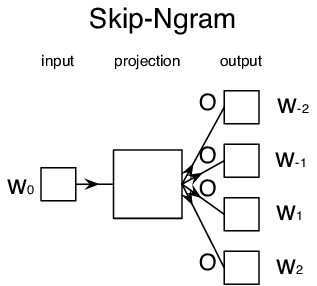 Skip-Ngram
input projection output
O W-2
O W-1
W0
O W1
O W2